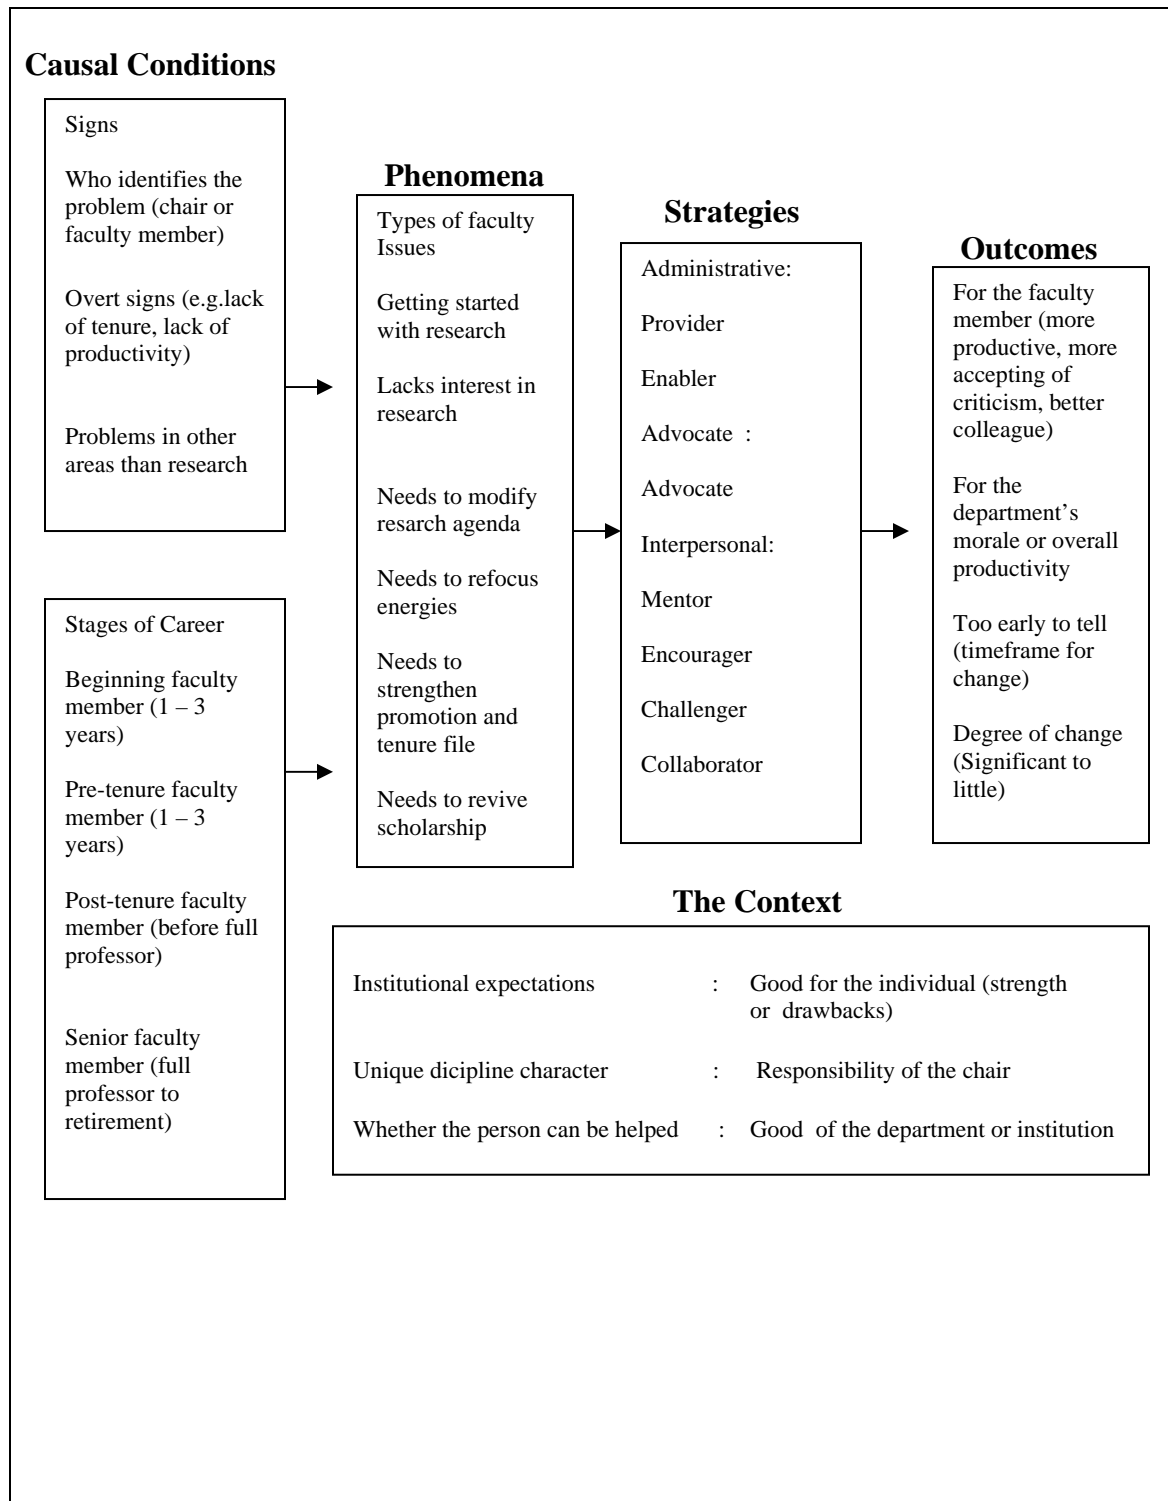 Causal Conditions
Signs
Who identifies the
problem (chair or
faculty member)
Overt signs (e.g.lack
of tenure, lack of
productivity)
Problems in other
areas than research
Stages of Career
Beginning faculty
member (1 – 3
years)
Pre-tenure faculty
member (1 – 3
years)
Post-tenure faculty
member (before full
professor)
Senior faculty
member (full
professor to
retirement)
Phenomena
Types of faculty
Issues
Getting started
with research
Lacks interest in
research
Needs to modify
resarch agenda
Needs to refocus
energies
Needs to
strengthen
promotion and
tenure file
Needs to revive
scholarship
Strategies
Administrative:
Provider
Enabler
Advocate :
Advocate
Interpersonal:
Mentor
Encourager
Challenger
Collaborator
Outcomes
For the faculty
member (more
productive, more
accepting of
criticism, better
colleague)
For the
department’s
morale or overall
productivity
Too early to tell
(timeframe for
change)
Degree of change
(Significant to
little)
The Context
Institutional expectations : Good for the individual (strength
or drawbacks)
Unique dicipline character : Responsibility of the chair
Whether the person can be helped : Good of the department or institution